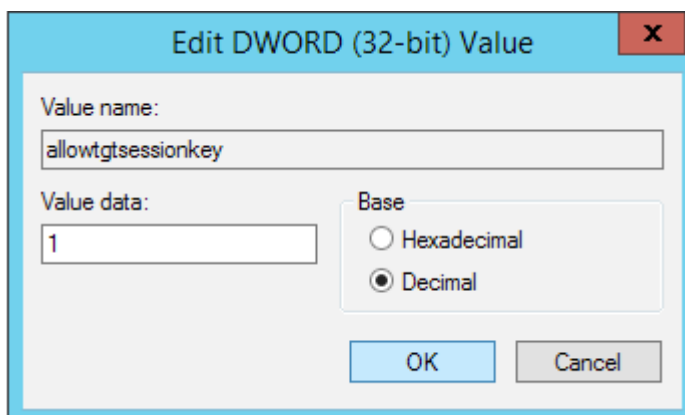 Edit DWORD (32-bit) Value
x
Value name:
allowtgtsessionkey
Value data:
1
Base
Hexadecimal
Decimal
OK
Cancel